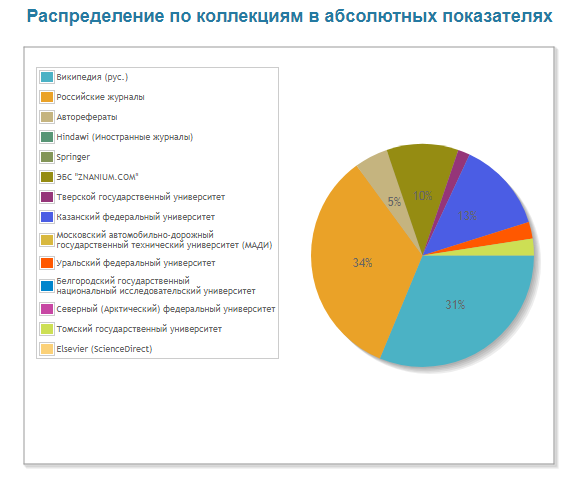 Распределение по коллекциям в абсолютных показателях
Википедия (рус.)
Российские журналы
Авторефераты
Hindawi (Иностранные журналы)
Springer
ЭБС "ZNANIUM.COM"
Тверской государственный университет
Казанский федеральный университет
Московский автомобильно-дорожный
государственный технический университет (МАДИ)
Уральский федеральный университет
Белгородский государственный
национальный исследовательский университет
Северный (Арктический) федеральный университет
Томский государственный университет
Elsevier (ScienceDirect)
5%
10%
34%
31%